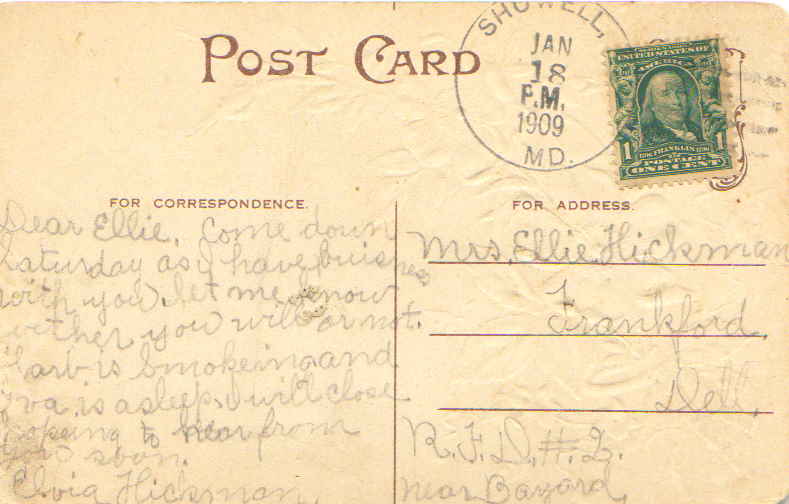 POST CARD
SHOWELL,
JAN
18
P.M.
1909
MD.
UNITED STATES OF
AMERICA
1 FRANKLIN 1
POSTAGE
ONE CENT
FOR CORRESPONDENCE.
Dear Ellie. Come down
Saturday as I have buisness
with you. let me know
wether you will or not.
is Smokeing and
Iva is asleep. I will close
hopeing to hear from
you soon.
Elvia Hickman
FOR ADDRESS.
Mrs. Ellie Hickman
Frankford,
Dell,
R.F.D. #. 2.
near Bayard